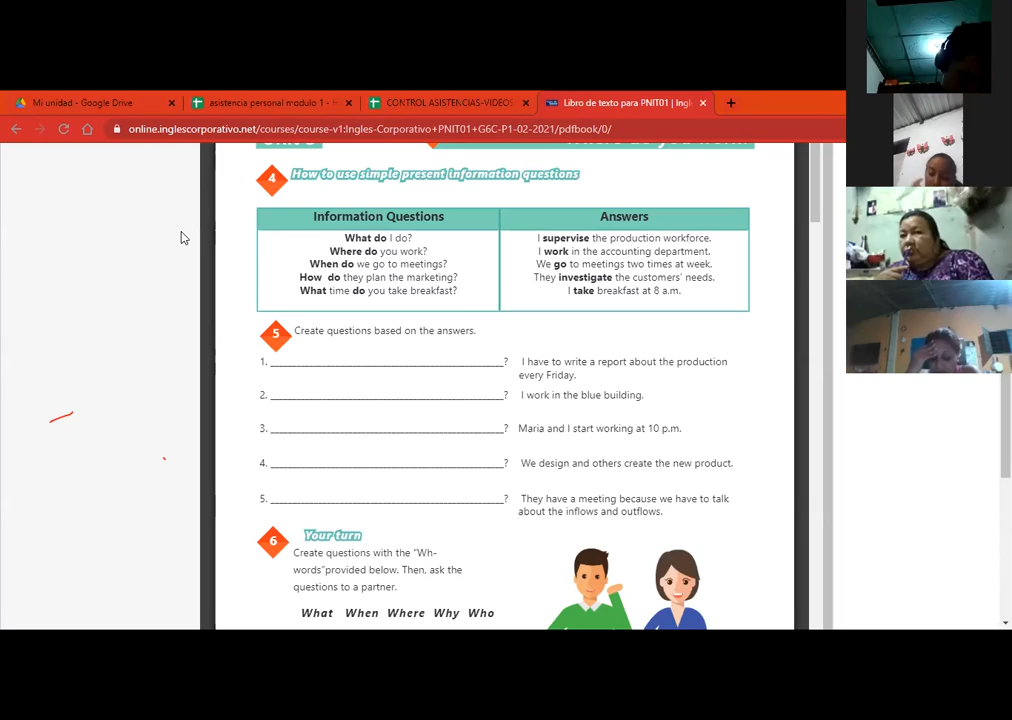 Mi unidad - Google Drive
asistencia personal modulo 1 -
CONTROL ASISTENCIAS-VIDEOS
Libro de texto para PNIT01 | Ingl
online.inglescorporativo.net/courses/course-v1:Ingles-Corporativo+PNIT01+G6C-P1-02-2021/pdfbook/0/
4 How to use simple present information questions
Information Questions Answers
What do I do? I supervise the production workforce.
Where do you work? I work in the accounting department.
When do we go to meetings? We go to meetings two times at week.
How do they plan the marketing? They investigate the customers' needs.
What time do you take breakfast? I take breakfast at 8 a.m.
5 Create questions based on the answers.
1. ? I have to write a report about the production
every Friday.
2. ? I work in the blue building.
3. ? Maria and I start working at 10 p.m.
4. ? We design and others create the new product.
5. ? They have a meeting because we have to talk
about the inflows and outflows.
6 Your turn
Create questions with the "Wh-
words"provided below. Then, ask the
questions to a partner.
What When Where Why Who